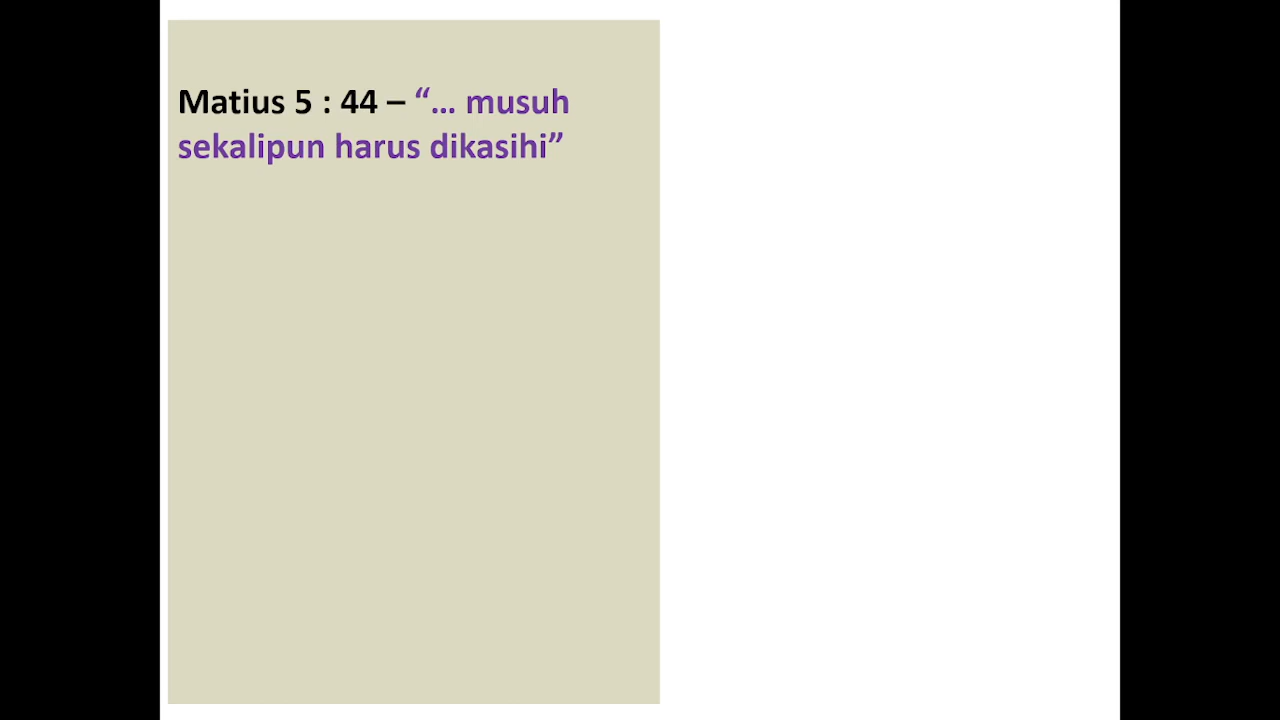 Matius 5 : 44 – “... musuh
sekalipun harus dikasihi”